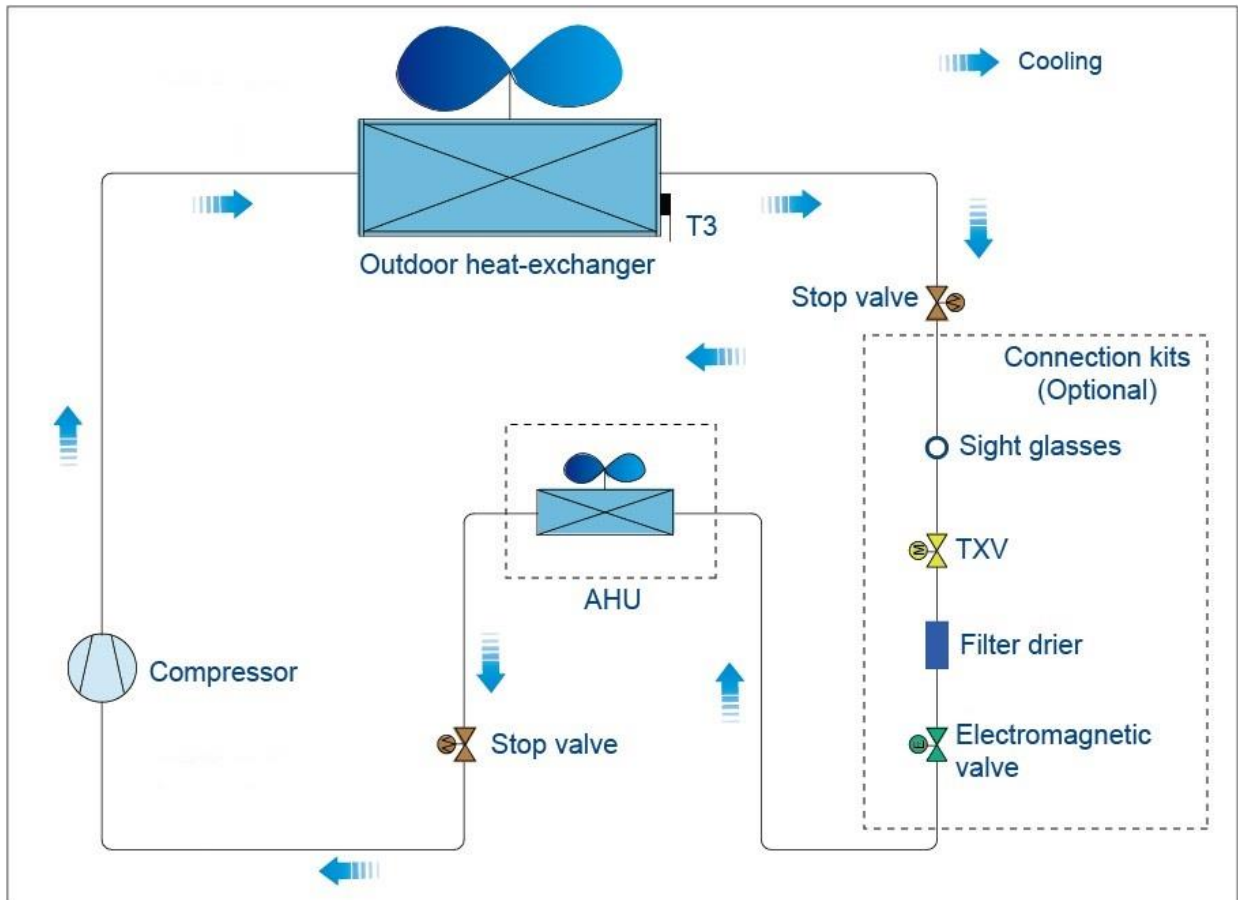 Cooling
T3
Outdoor heat-exchanger
Stop valve
Connection kits
(Optional)
Sight glasses
M
TXV
AHU
Filter drier
Compressor
Stop valve
E
Electromagnetic
valve